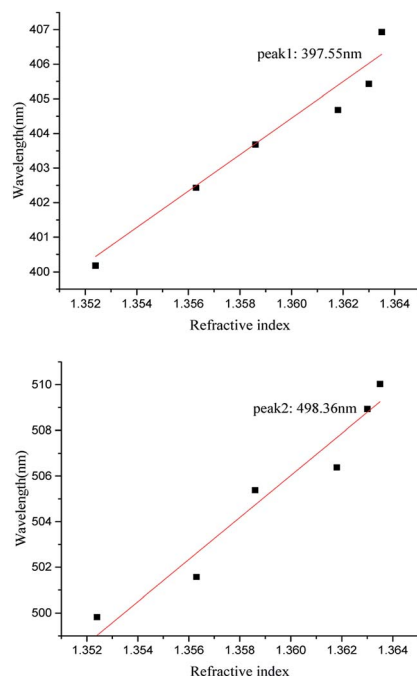 407
406
peak1: 397.55nm
405
404
403
402
401
400
Wavelength(nm)
1.352 1.354 1.356 1.358 1.360 1.362 1.364
Refractive index
510
peak2: 498.36nm
508
506
504
502
500
Wavelength(nm)
1.352 1.354 1.356 1.358 1.360 1.362 1.364
Refractive index